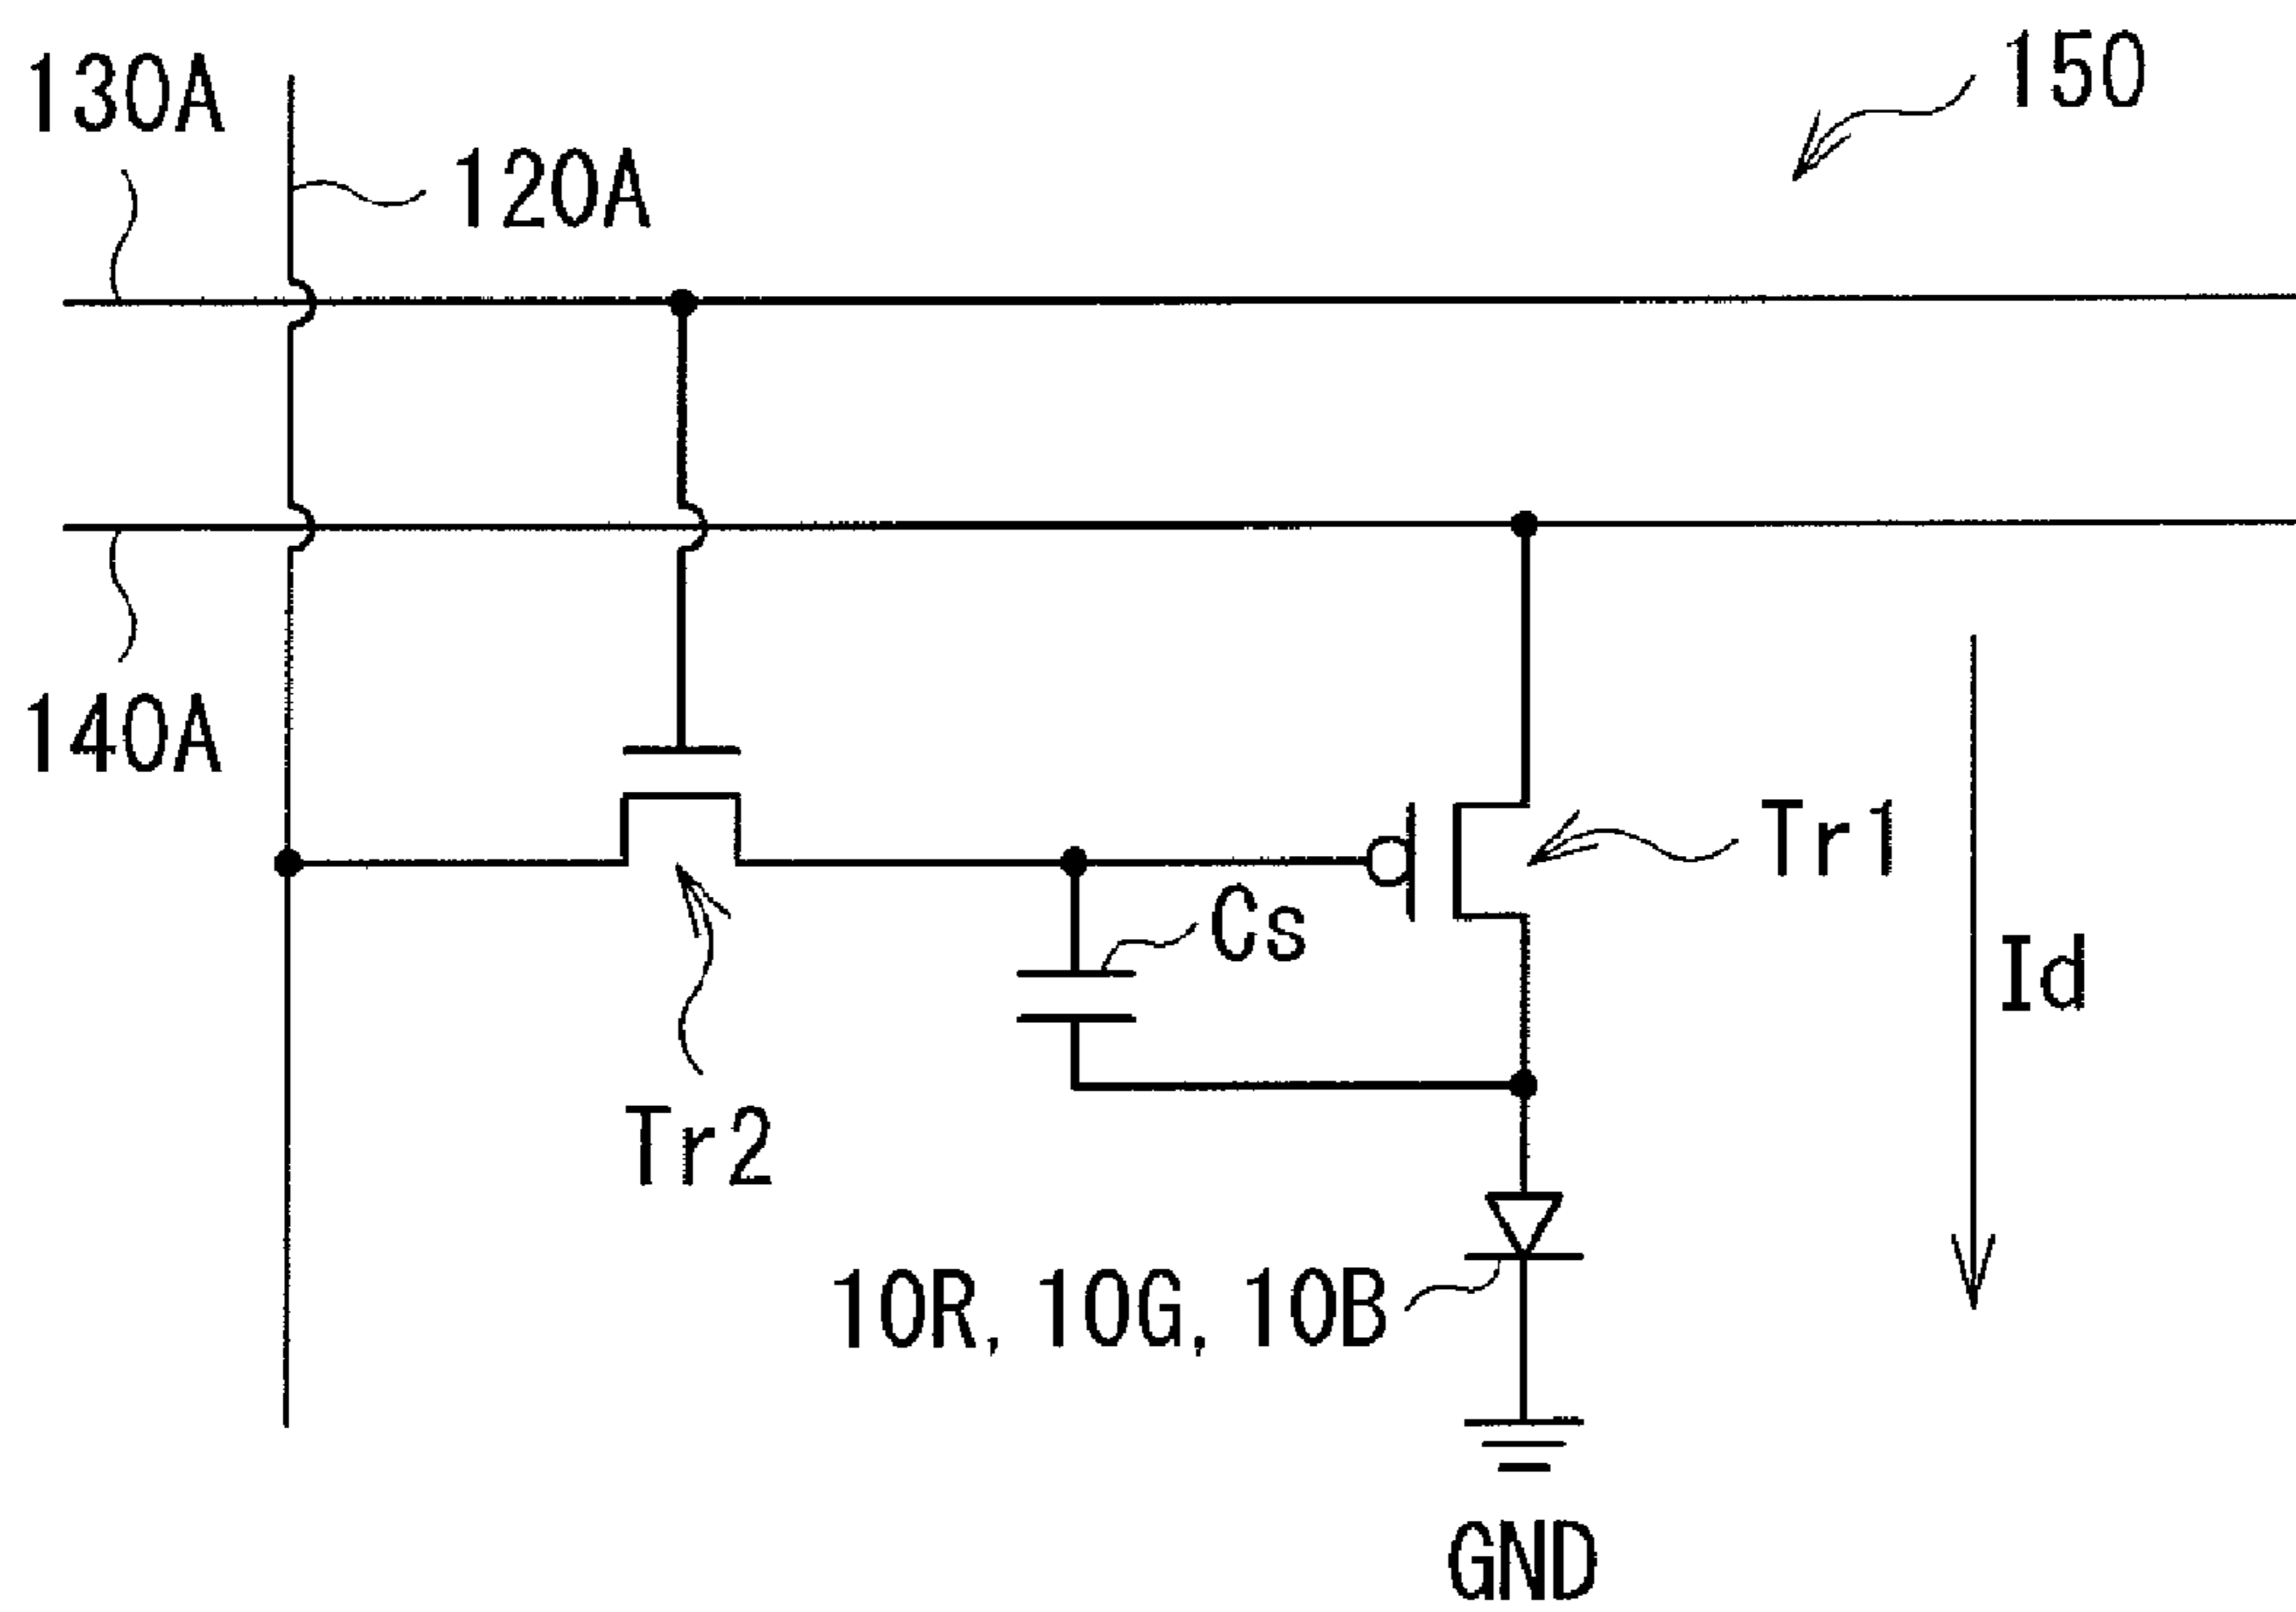 130A
150
120A
140A
Tr1
Cs
Id
Tr2
10R, 10G, 10B
GND